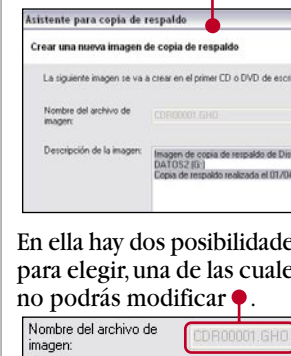 Asistente para copia de respaldo
Crear una nueva imagen de copia de respaldo
La siguiente imagen se va a crear en el primer CD o DVD de escri
Nombre del archivo de
imagen:
CDR00001.GHO
Descripción de la imagen:
Imagen de copia de respaldo de Dis
DATOS2 (G:)
Copia de respaldo realizada el 01/04
En ella hay dos posibilidade
para elegir, una de las cuale
no podrás modificar
Nombre del archivo de
imagen:
CDR00001.GHO